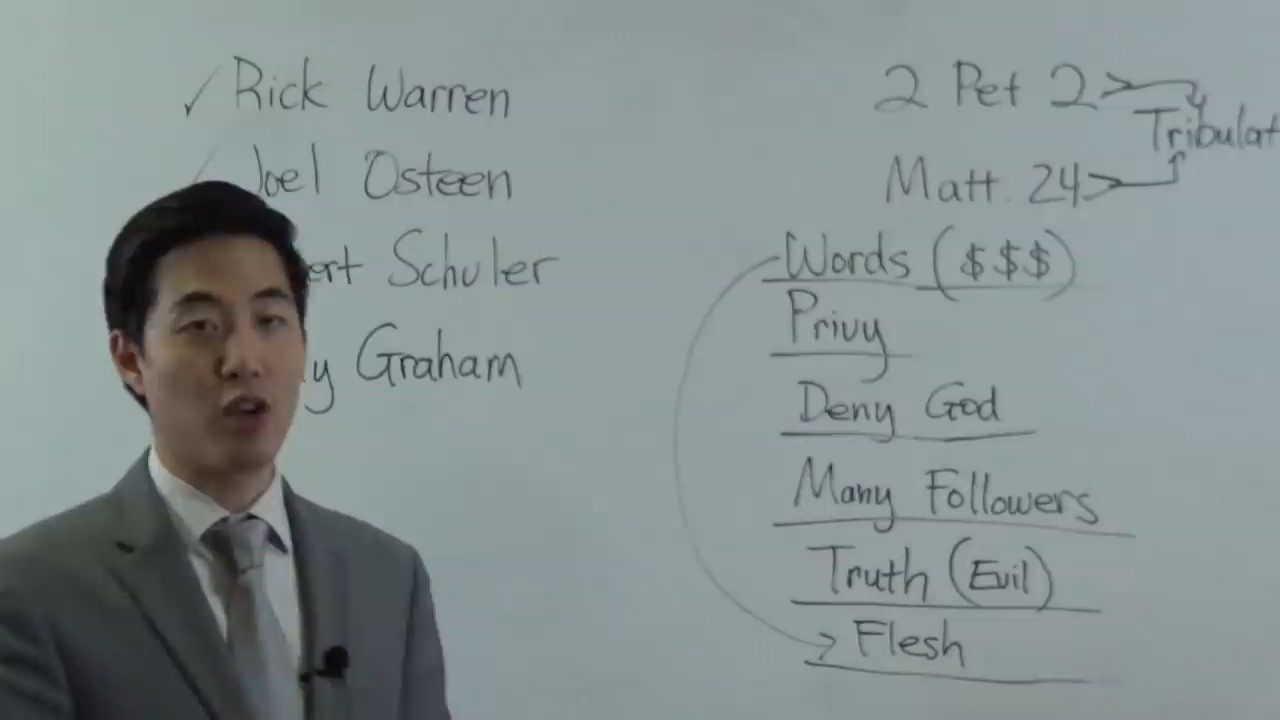 ✓ Rick Warren
Joel Osteen
ert Schuler
y Graham
2 Pet 2 >
Tribulat
Matt. 24 >
Words ($$$)
Privy
Deny God
Many Followers
Truth (Evil)
Flesh